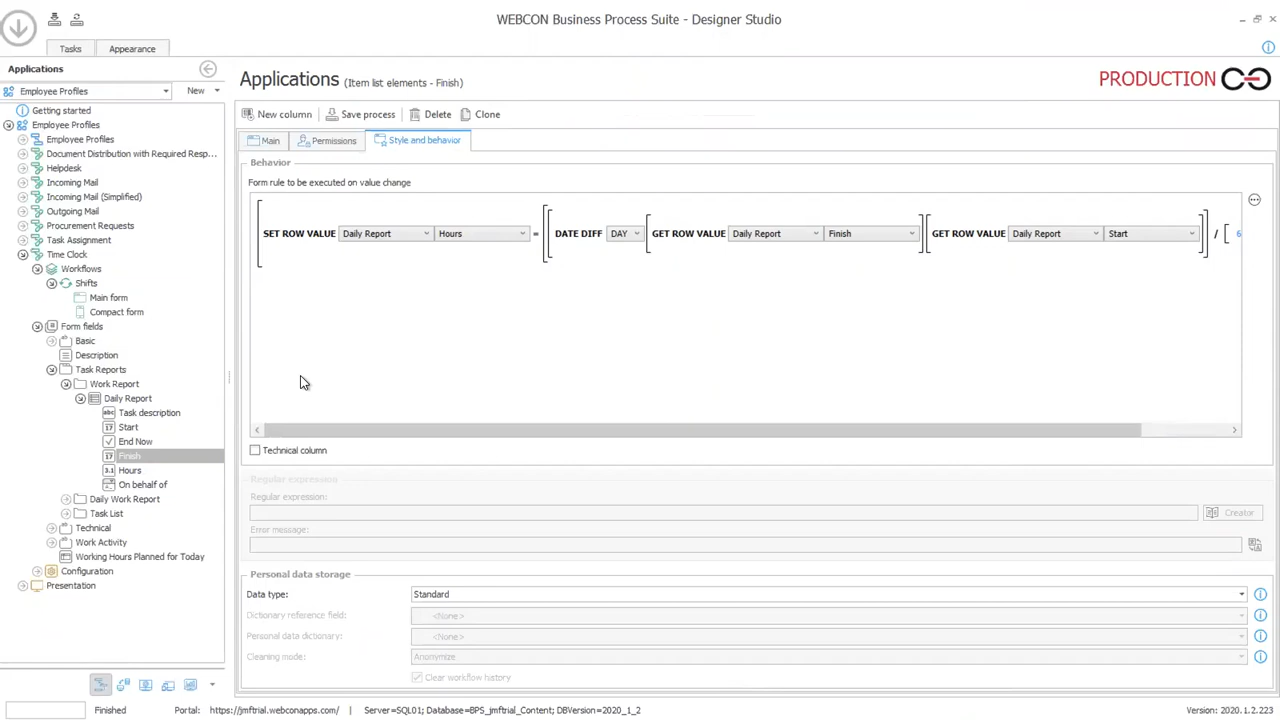 WEBCON Business Process Suite - Designer Studio
Tasks
Appearance
Applications
Employee Profiles
New
Getting started
Employee Profiles
Employee Profiles
Document Distribution with Required Resp...
Helpdesk
Incoming Mail
Incoming Mail (Simplified)
Outgoing Mail
Procurement Requests
Task Assignment
Time Clock
Workflows
Shifts
Main form
Compact form
Form fields
Basic
Description
Task Reports
Work Report
Daily Report
Task description
Start
End Now
Finish
Hours
On behalf of
Daily Work Report
Task List
Technical
Work Activity
Working Hours Planned for Today
Configuration
Presentation
Applications (Item list elements - Finish)
PRODUCTION
New column
Save process
Delete
Clone
Main
Permissions
Style and behavior
Behavior
Form rule to be executed on value change
SET ROW VALUE Daily Report Hours = DATE DIFF DAY GET ROW VALUE Daily Report Finish GET ROW VALUE Daily Report Start / 6
Technical column
Regular expression
Regular expression:
Creator
Error message:
Personal data storage
Data type: Standard
Dictionary reference field: <None>
Personal data dictionary: <None>
Cleaning mode: Anonymize
Clear workflow history
Finished
Portal: https://jmftrial.webconapps.com/
Server=SQL01; Database=BPS_jmftrial_Content; DBVersion=2020_1_2
Version: 2020.1.2.223